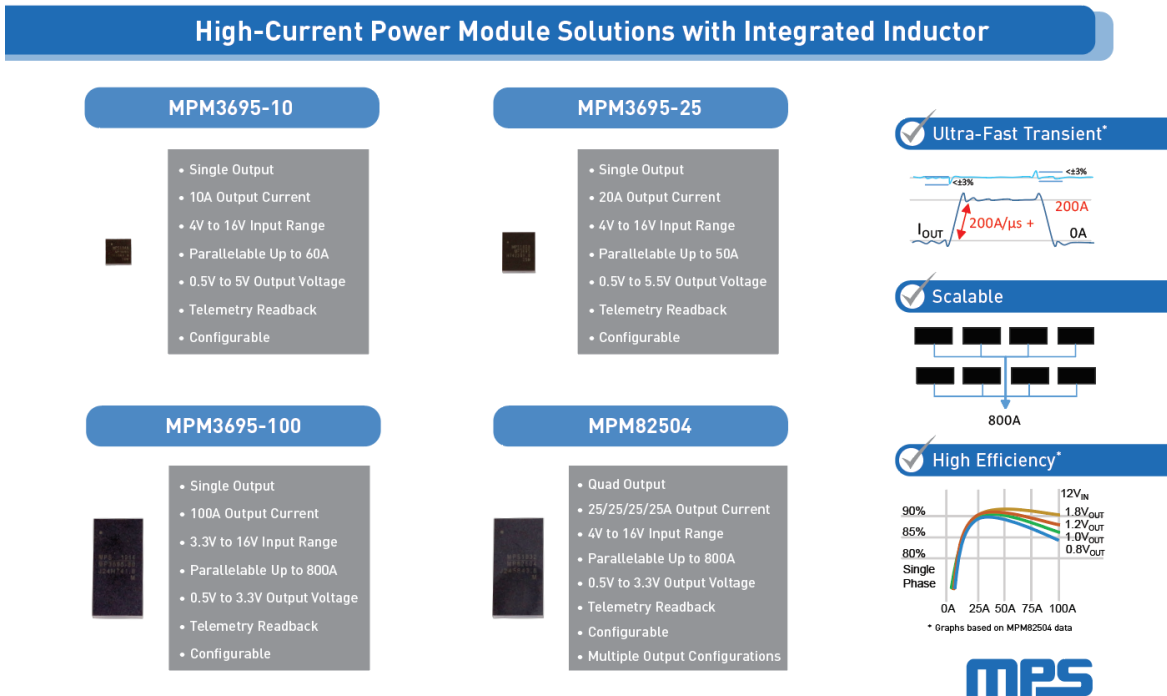 High-Current Power Module Solutions with Integrated Inductor
MPM3695-10
• Single Output
• 10A Output Current
• 4V to 16V Input Range
• Parallelable Up to 60A
• 0.5V to 5V Output Voltage
• Telemetry Readback
• Configurable
MPM3695-25
• Single Output
• 20A Output Current
• 4V to 16V Input Range
• Parallelable Up to 50A
• 0.5V to 5.5V Output Voltage
• Telemetry Readback
• Configurable
MPM3695-100
• Single Output
• 100A Output Current
• 3.3V to 16V Input Range
• Parallelable Up to 800A
• 0.5V to 3.3V Output Voltage
• Telemetry Readback
• Configurable
MPM82504
• Quad Output
• 25/25/25/25A Output Current
• 4V to 16V Input Range
• Parallelable Up to 800A
• 0.5V to 3.3V Output Voltage
• Telemetry Readback
• Configurable
• Multiple Output Configurations
Ultra-Fast Transient*
<±3%
<±3%
200A
200A/µs +
IOUT
0A
Scalable
800A
High Efficiency*
12VIN
90%
1.8VOUT
1.2VOUT
85%
1.0VOUT
0.8VOUT
80%
Single
Phase
0A 25A 50A 75A 100A
* Graphs based on MPM82504 data
mps